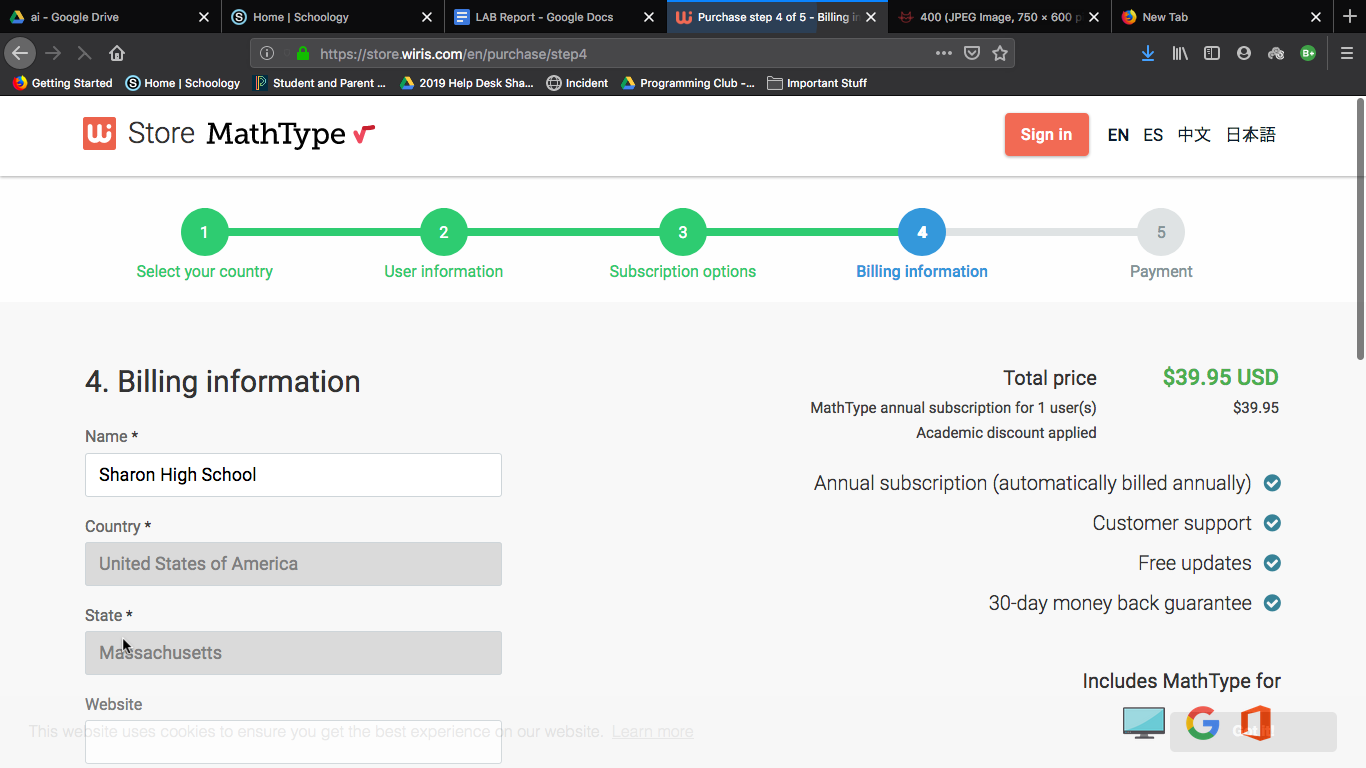 ai - Google Drive
Home | Schoology
LAB Report - Google Docs
Purchase step 4 of 5 - Billing in
400 (JPEG Image, 750 × 600 p
New Tab
https://store.wiris.com/en/purchase/step4
Getting Started
Home | Schoology
Student and Parent ...
2019 Help Desk Sha...
Incident
Programming Club -...
Important Stuff
Store MathType
Sign in
EN ES 中文 日本語
1 2 3 4 5
Select your country
User information
Subscription options
Billing information
Payment
4. Billing information
Total price $39.95 USD
MathType annual subscription for 1 user(s) $39.95
Academic discount applied
Name *
Sharon High School
Annual subscription (automatically billed annually)
Customer support
Free updates
30-day money back guarantee
Country *
United States of America
State *
Massachusetts
Website
Includes MathType for
This website uses cookies to ensure you get the best experience on our website. Learn more
Got it!